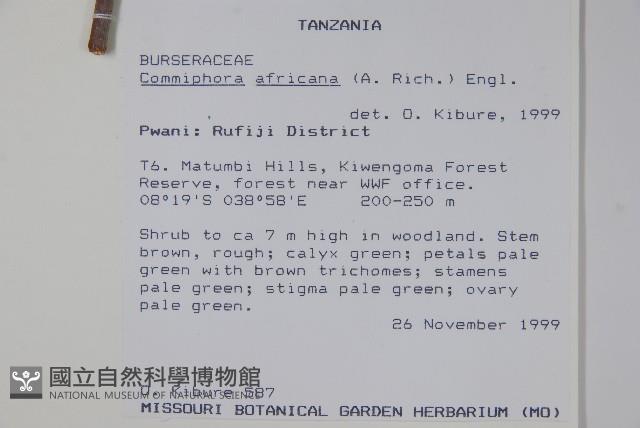 TANZANIA
BURSERACEAE
Commiphora africana (A. Rich.) Engl.
det. O. Kibure, 1999
Pwani: Rufiji District
T6. Matumbi Hills, Kiwengoma Forest
Reserve, forest near WWF office.
08°19'S 038°58'E 200-250 m
Shrub to ca 7 m high in woodland. Stem
brown, rough; calyx green; petals pale
green with brown trichomes; stamens
pale green; stigma pale green; ovary
pale green.
26 November 1999
國立自然科學博物館
NATIONAL MUSEUM OF NATURAL SCIENCE
O. Kibure 587
MISSOURI BOTANICAL GARDEN HERBARIUM (MO)